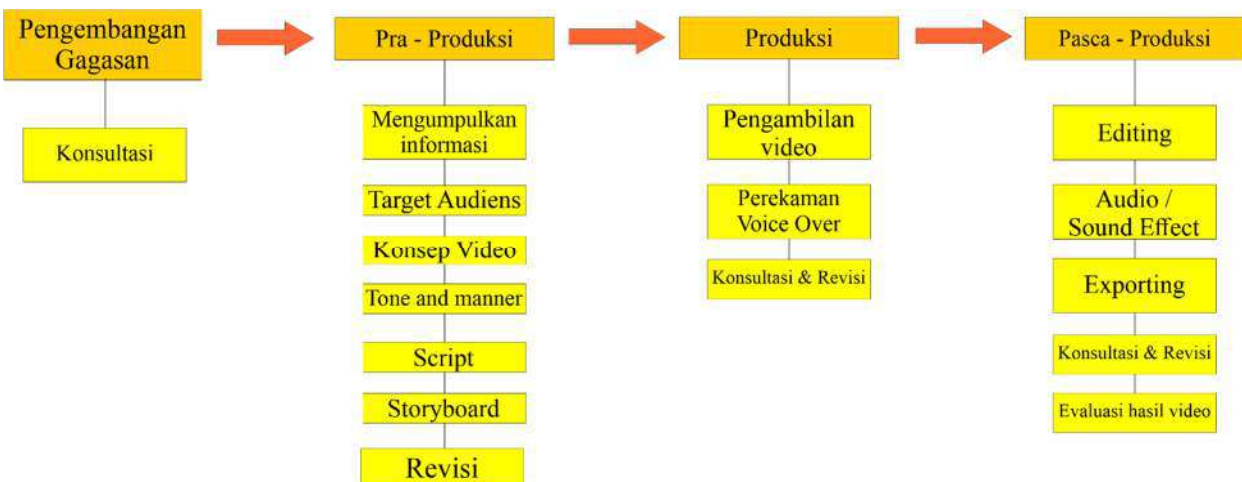 Pengembangan
Gagasan
Konsultasi
Pra - Produksi
Mengumpulkan
informasi
Target Audiens
Konsep Video
Tone and manner
Script
Storyboard
Revisi
Produksi
Pengambilan
video
Perekaman
Voice Over
Konsultasi & Revisi
Pasca - Produksi
Editing
Audio /
Sound Effect
Exporting
Konsultasi & Revisi
Evaluasi hasil video